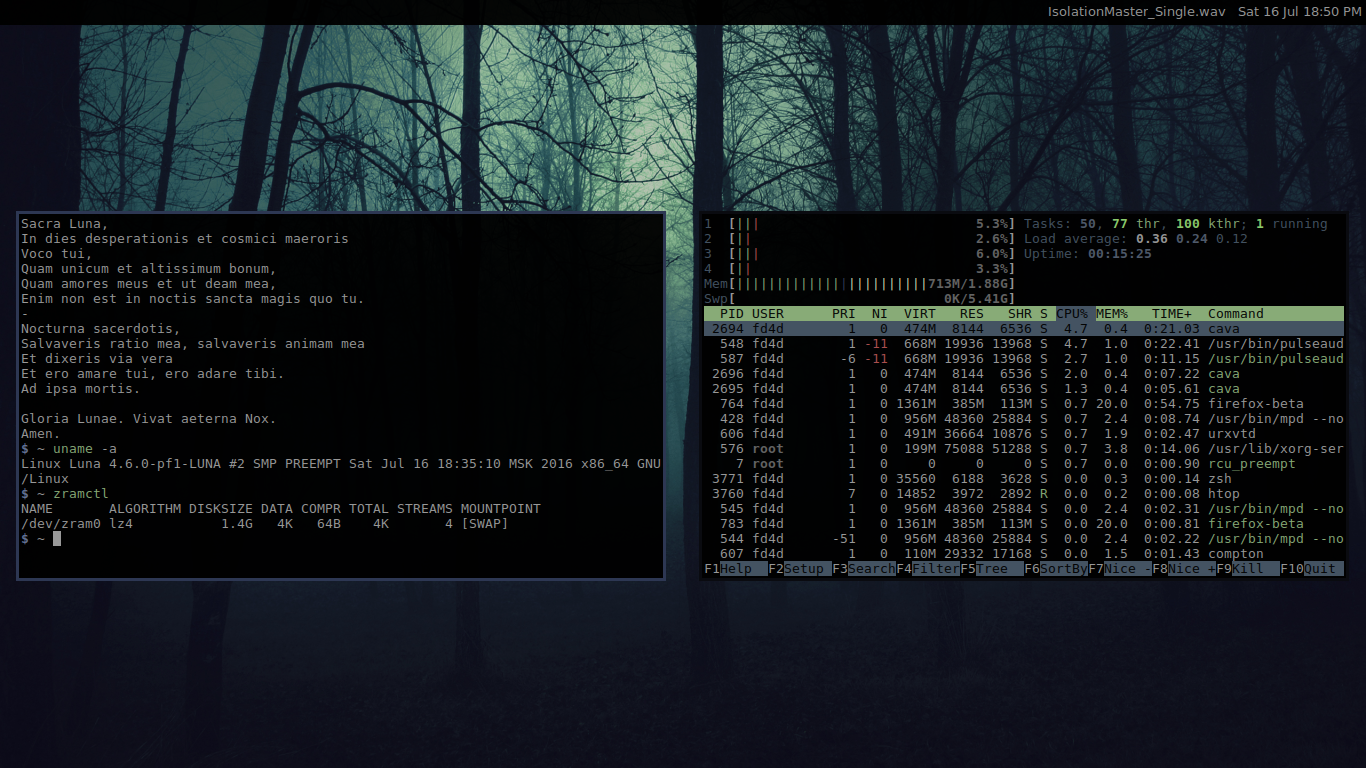 IsolationMaster_Single.wav Sat 16 Jul 18:50 PM
Sacra Luna,
In dies desperationis et cosmici maeroris
Voco tui,
Quam unicum et altissimum bonum,
Quam amores meus et ut deam mea,
Enim non est in noctis sancta magis quo tu.
-
Nocturna sacerdotis,
Salvaveris ratio mea, salvaveris animam mea
Et dixeris via vera
Et ero amare tui, ero adare tibi.
Ad ipsa mortis.
Gloria Lunae. Vivat aeterna Nox.
Amen.
$ ~ uname -a
Linux Luna 4.6.0-pf1-LUNA #2 SMP PREEMPT Sat Jul 16 18:35:10 MSK 2016 x86_64 GNU
/Linux
$ ~ zramctl
NAME ALGORITHM DISKSIZE DATA COMPR TOTAL STREAMS MOUNTPOINT
/dev/zram0 lz4 1.4G 4K 64B 4K 4 [SWAP]
$ ~
1 [||| 5.3%] Tasks: 50, 77 thr, 100 kthr; 1 running
2 [|| 2.6%] Load average: 0.36 0.24 0.12
3 [||| 6.0%] Uptime: 00:15:25
4 [|| 3.3%]
Mem[||||||||||||||||||||||||713M/1.88G]
Swp[ 0K/5.41G]
PID USER PRI NI VIRT RES SHR S CPU% MEM% TIME+ Command
2694 fd4d 1 0 474M 8144 6536 S 4.7 0.4 0:21.03 cava
548 fd4d 1 -11 668M 19936 13968 S 4.7 1.0 0:22.41 /usr/bin/pulseaud
587 fd4d -6 -11 668M 19936 13968 S 2.7 1.0 0:11.15 /usr/bin/pulseaud
2696 fd4d 1 0 474M 8144 6536 S 2.0 0.4 0:07.22 cava
2695 fd4d 1 0 474M 8144 6536 S 1.3 0.4 0:05.61 cava
764 fd4d 1 0 1361M 385M 113M S 0.7 20.0 0:54.75 firefox-beta
428 fd4d 1 0 956M 48360 25884 S 0.7 2.4 0:08.74 /usr/bin/mpd --no
606 fd4d 1 0 491M 36664 10876 S 0.7 1.9 0:02.47 urxvtd
576 root 1 0 199M 75088 51288 S 0.7 3.8 0:14.06 /usr/lib/xorg-ser
7 root 1 0 0 0 0 S 0.7 0.0 0:00.90 rcu_preempt
3771 fd4d 1 0 35560 6188 3628 S 0.0 0.3 0:00.14 zsh
3760 fd4d 7 0 14852 3972 2892 R 0.0 0.2 0:00.08 htop
545 fd4d 1 0 956M 48360 25884 S 0.0 2.4 0:02.31 /usr/bin/mpd --no
783 fd4d 1 0 1361M 385M 113M S 0.0 20.0 0:00.81 firefox-beta
544 fd4d -51 0 956M 48360 25884 S 0.0 2.4 0:02.22 /usr/bin/mpd --no
607 fd4d 1 0 110M 29332 17168 S 0.0 1.5 0:01.43 compton
F1Help F2Setup F3SearchF4FilterF5Tree F6SortByF7Nice -F8Nice +F9Kill F10Quit